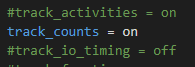 #track_activities = on
track_counts = on
#track_io_timing = off